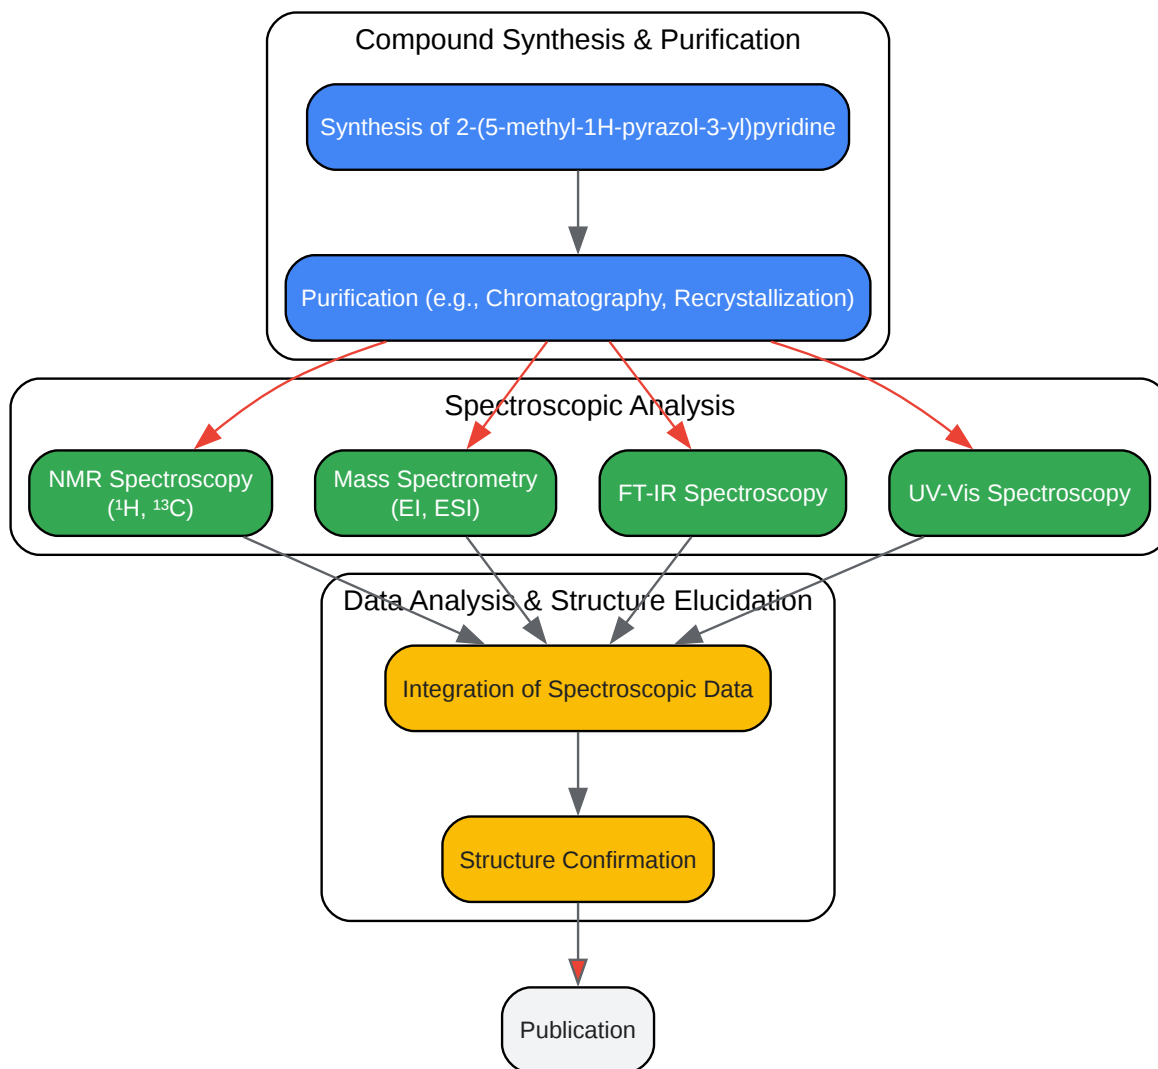 Compound Synthesis & Purification
Synthesis of 2-(5-methyl-1H-pyrazol-3-yl)pyridine
Purification (e.g., Chromatography, Recrystallization)
Spectroscopic Analysis
NMR Spectroscopy
(¹H, ¹³C)
Mass Spectrometry
(EI, ESI)
FT-IR Spectroscopy
UV-Vis Spectroscopy
Data Analysis & Structure Elucidation
Integration of Spectroscopic Data
Structure Confirmation
Publication